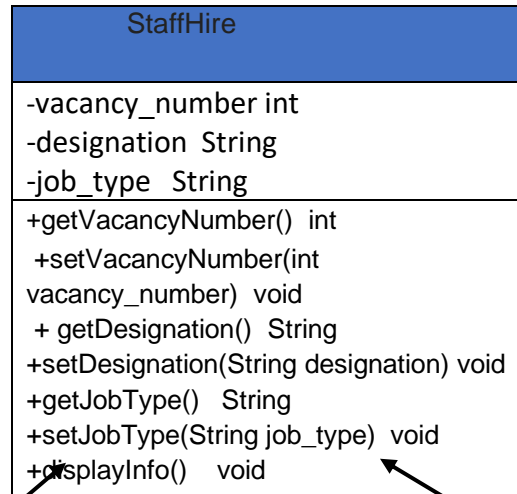 StaffHire
-vacancy_number int
-designation String
-job_type String
+getVacancyNumber() int
+setVacancyNumber(int
vacancy_number) void
+ getDesignation() String
+setDesignation(String designation) void
+getJobType() String
+setJobType(String job_type) void
+displayInfo() void